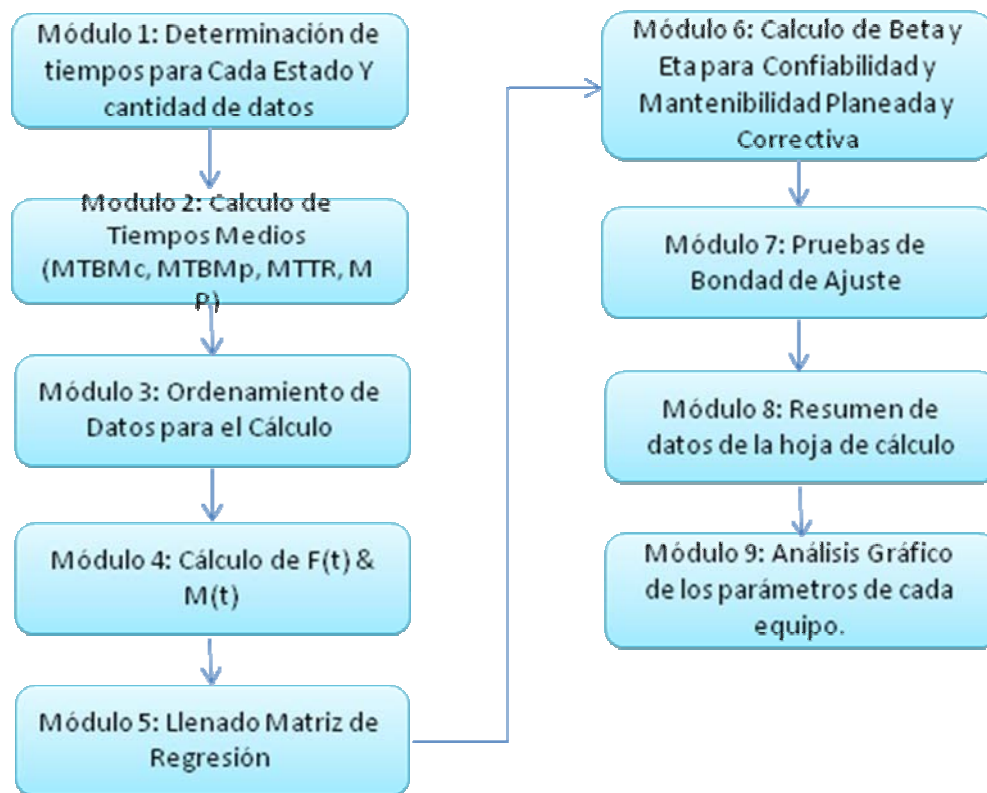 Módulo 1: Determinación de
tiempos para Cada Estado Y
cantidad de datos
Modulo 2: Calculo de
Tiempos Medios
(MTBMc, MTBMp, MTTR, M
P)
Módulo 3: Ordenamiento de
Datos para el Cálculo
Módulo 4: Cálculo de F(t) &
M(t)
Módulo 5: Llenado Matriz de
Regresión
Módulo 6: Calculo de Beta y
Eta para Confiabilidad y
Mantenibilidad Planeada y
Correctiva
Módulo 7: Pruebas de
Bondad de Ajuste
Módulo 8: Resumen de
datos de la hoja de cálculo
Módulo 9: Análisis Gráfico
de los parámetros de cada
equipo.